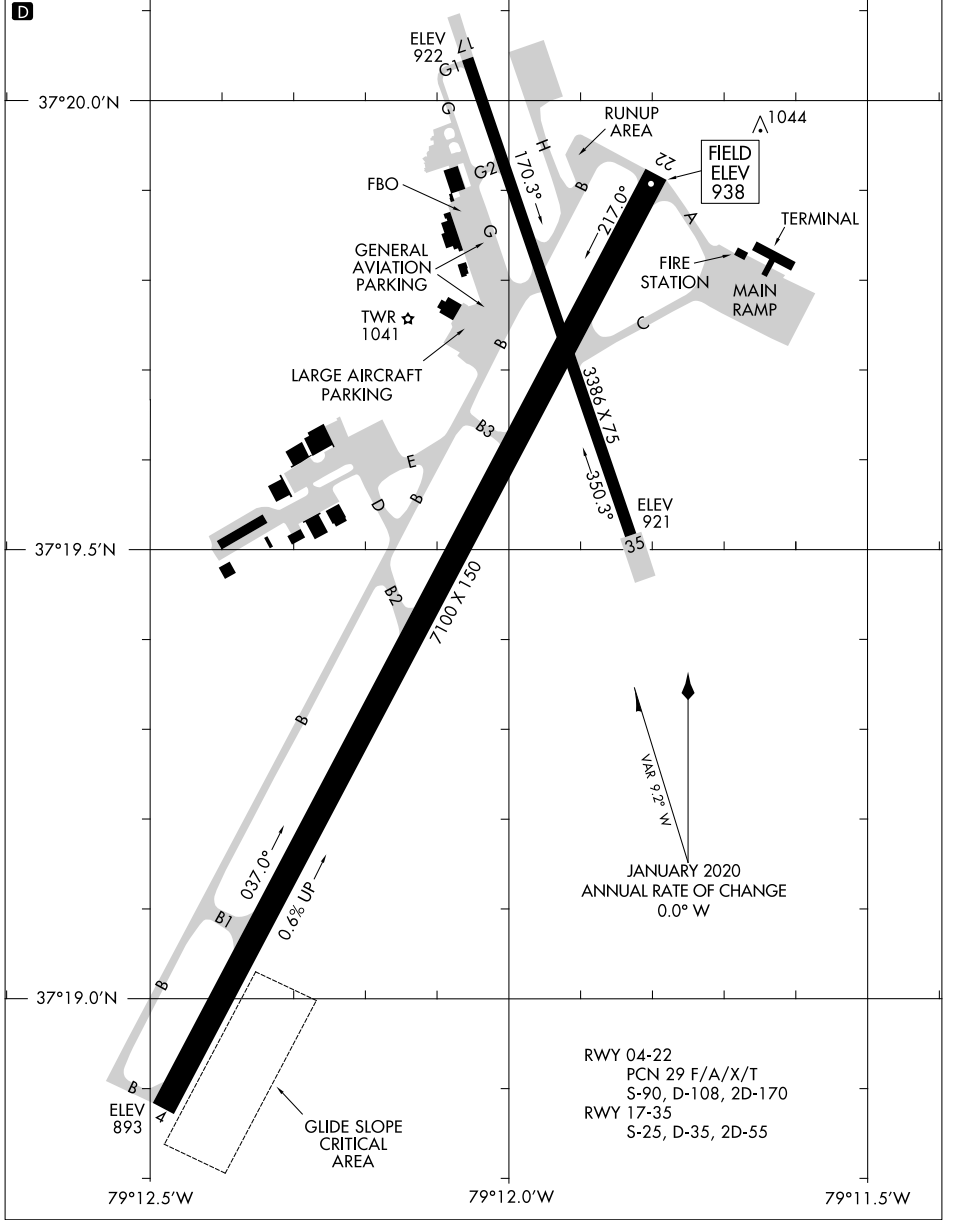 D
ELEV
922
17
G1
37°20.0'N
G
H
RUNUP
AREA
1044
22
FIELD
ELEV
938
G2
170.3°
B
217.0°
FBO
G
A
TERMINAL
GENERAL
AVIATION
PARKING
FIRE
STATION
MAIN
RAMP
TWR
1041
C
B
LARGE AIRCRAFT
PARKING
3386 X 75
B3
E
350.3°
B
D
ELEV
921
35
37°19.5'N
B2
7100 X 150
B
VAR 9.2° W
JANUARY 2020
ANNUAL RATE OF CHANGE
0.0° W
037.0°
0.6% UP
B1
B
37°19.0'N
B
ELEV
893
4
GLIDE SLOPE
CRITICAL
AREA
RWY 04-22
PCN 29 F/A/X/T
S-90, D-108, 2D-170
RWY 17-35
S-25, D-35, 2D-55
79°12.5'W
79°12.0'W
79°11.5'W